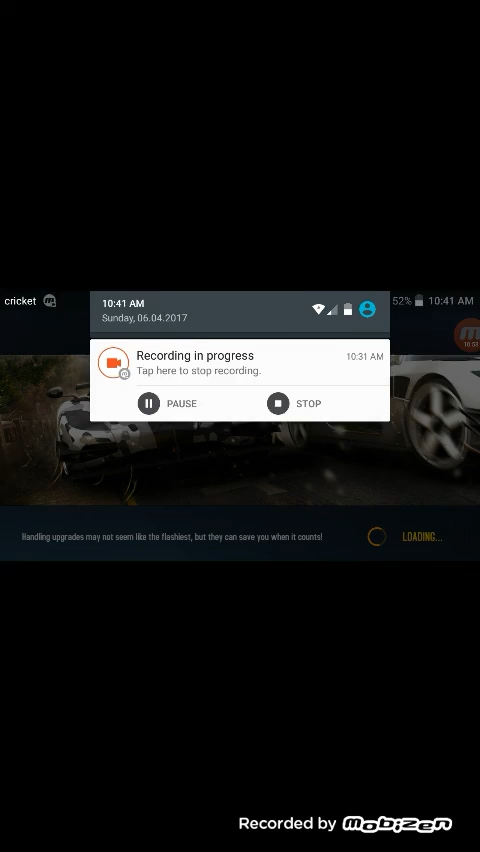 cricket
10:41 AM
Sunday, 06.04.2017
52% 10:41 AM
10:53
Recording in progress
10:31 AM
Tap here to stop recording.
PAUSE
STOP
Handling upgrades may not seem like the flashiest, but they can save you when it counts!
LOADING...
Recorded by Mobizen